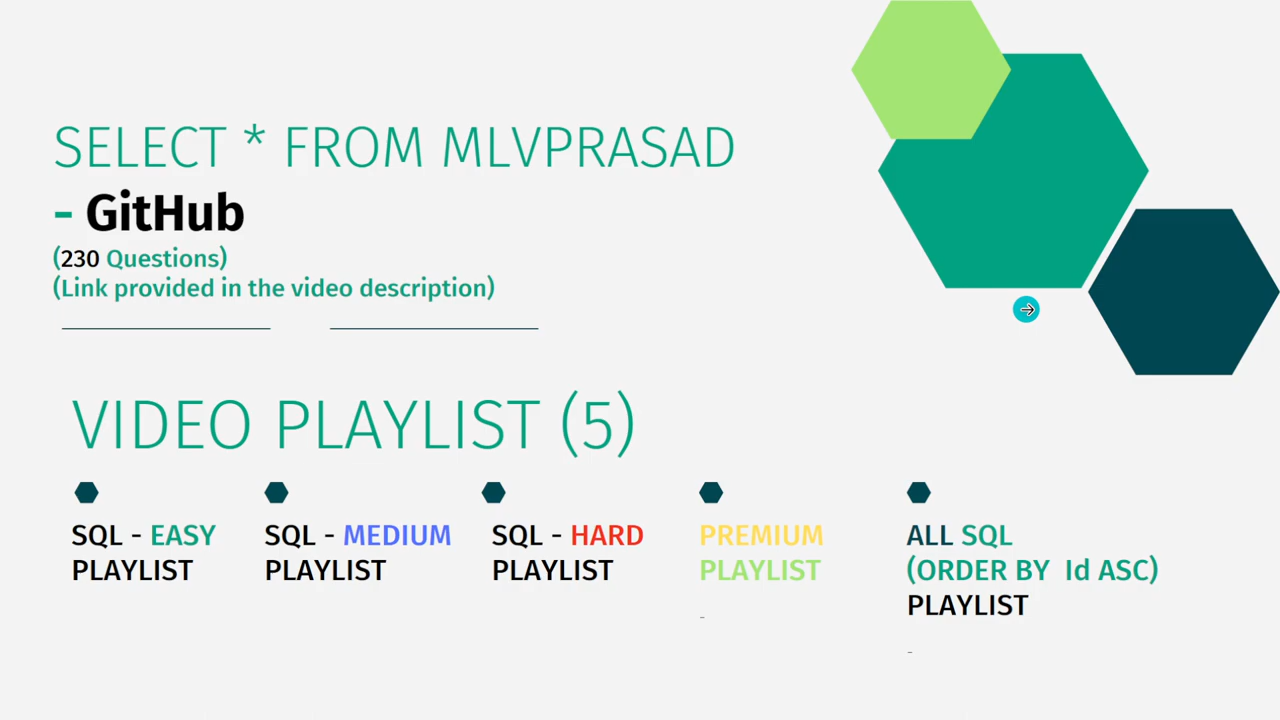 SELECT * FROM MLVPRASAD
- GitHub
(230 Questions)
(Link provided in the video description)
VIDEO PLAYLIST (5)
SQL - EASY
PLAYLIST
SQL - MEDIUM
PLAYLIST
SQL - HARD
PLAYLIST
PREMIUM
PLAYLIST
-
ALL SQL
(ORDER BY Id ASC)
PLAYLIST
-